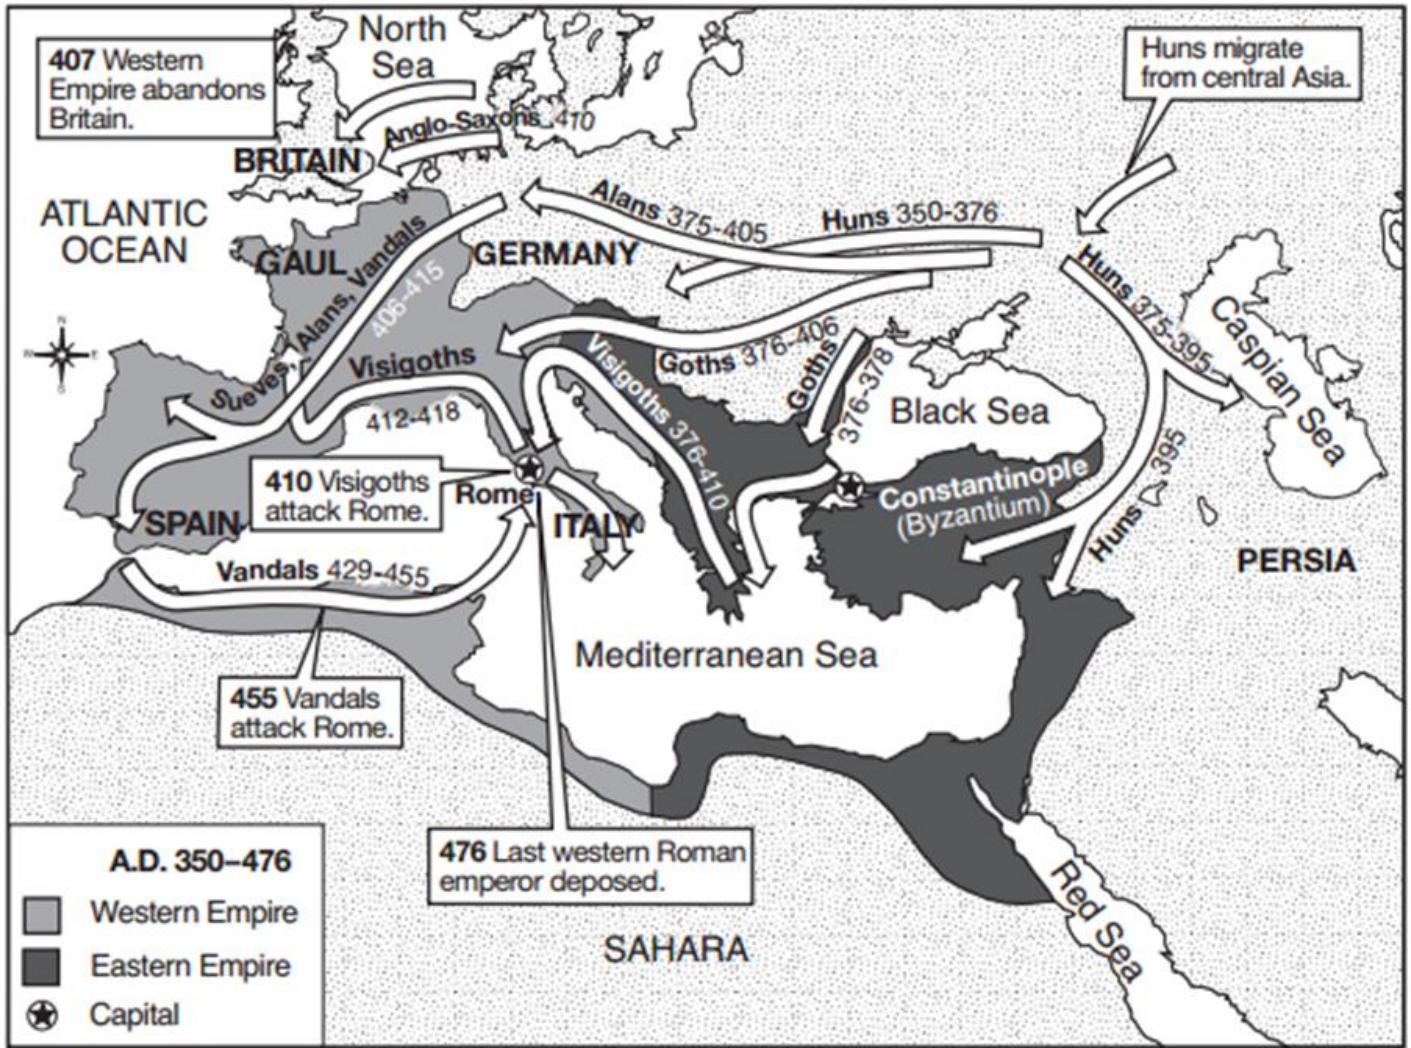 407 Western
Empire abandons
Britain.
North
Sea
Huns migrate
from central Asia.
Anglo-Saxons 410
BRITAIN
ATLANTIC
OCEAN
Alans 375-405
Huns 350-376
GAUL
GERMANY
Sueves, Alans, Vandals
406-415
Huns 375-395
Caspian Sea
N
W
E
S
Visigoths
412-418
Visigoths 376-410
Goths 376-406
Goths
376-378
Black Sea
410 Visigoths
attack Rome.
Rome
Constantinople
(Byzantium)
Huns 395
SPAIN
ITALY
PERSIA
Vandals 429-455
Mediterranean Sea
455 Vandals
attack Rome.
476 Last western Roman
emperor deposed.
A.D. 350–476
Western Empire
Eastern Empire
Capital
SAHARA
Red Sea